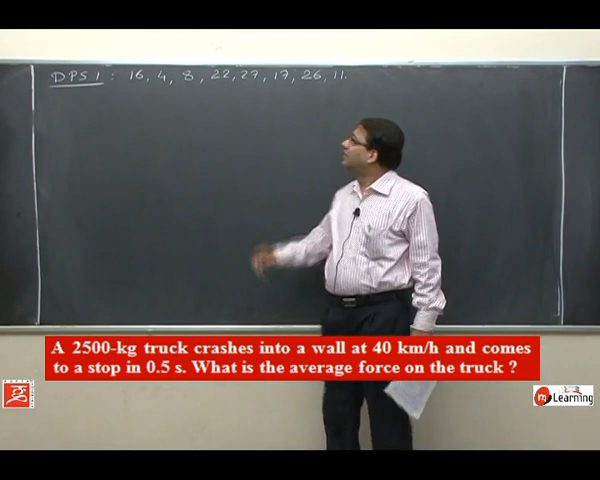 DPS 1 : 16, 4, 8, 22, 27, 17, 26, 11.
A 2500-kg truck crashes into a wall at 40 km/h and comes
to a stop in 0.5 s. What is the average force on the truck ?
m Learning